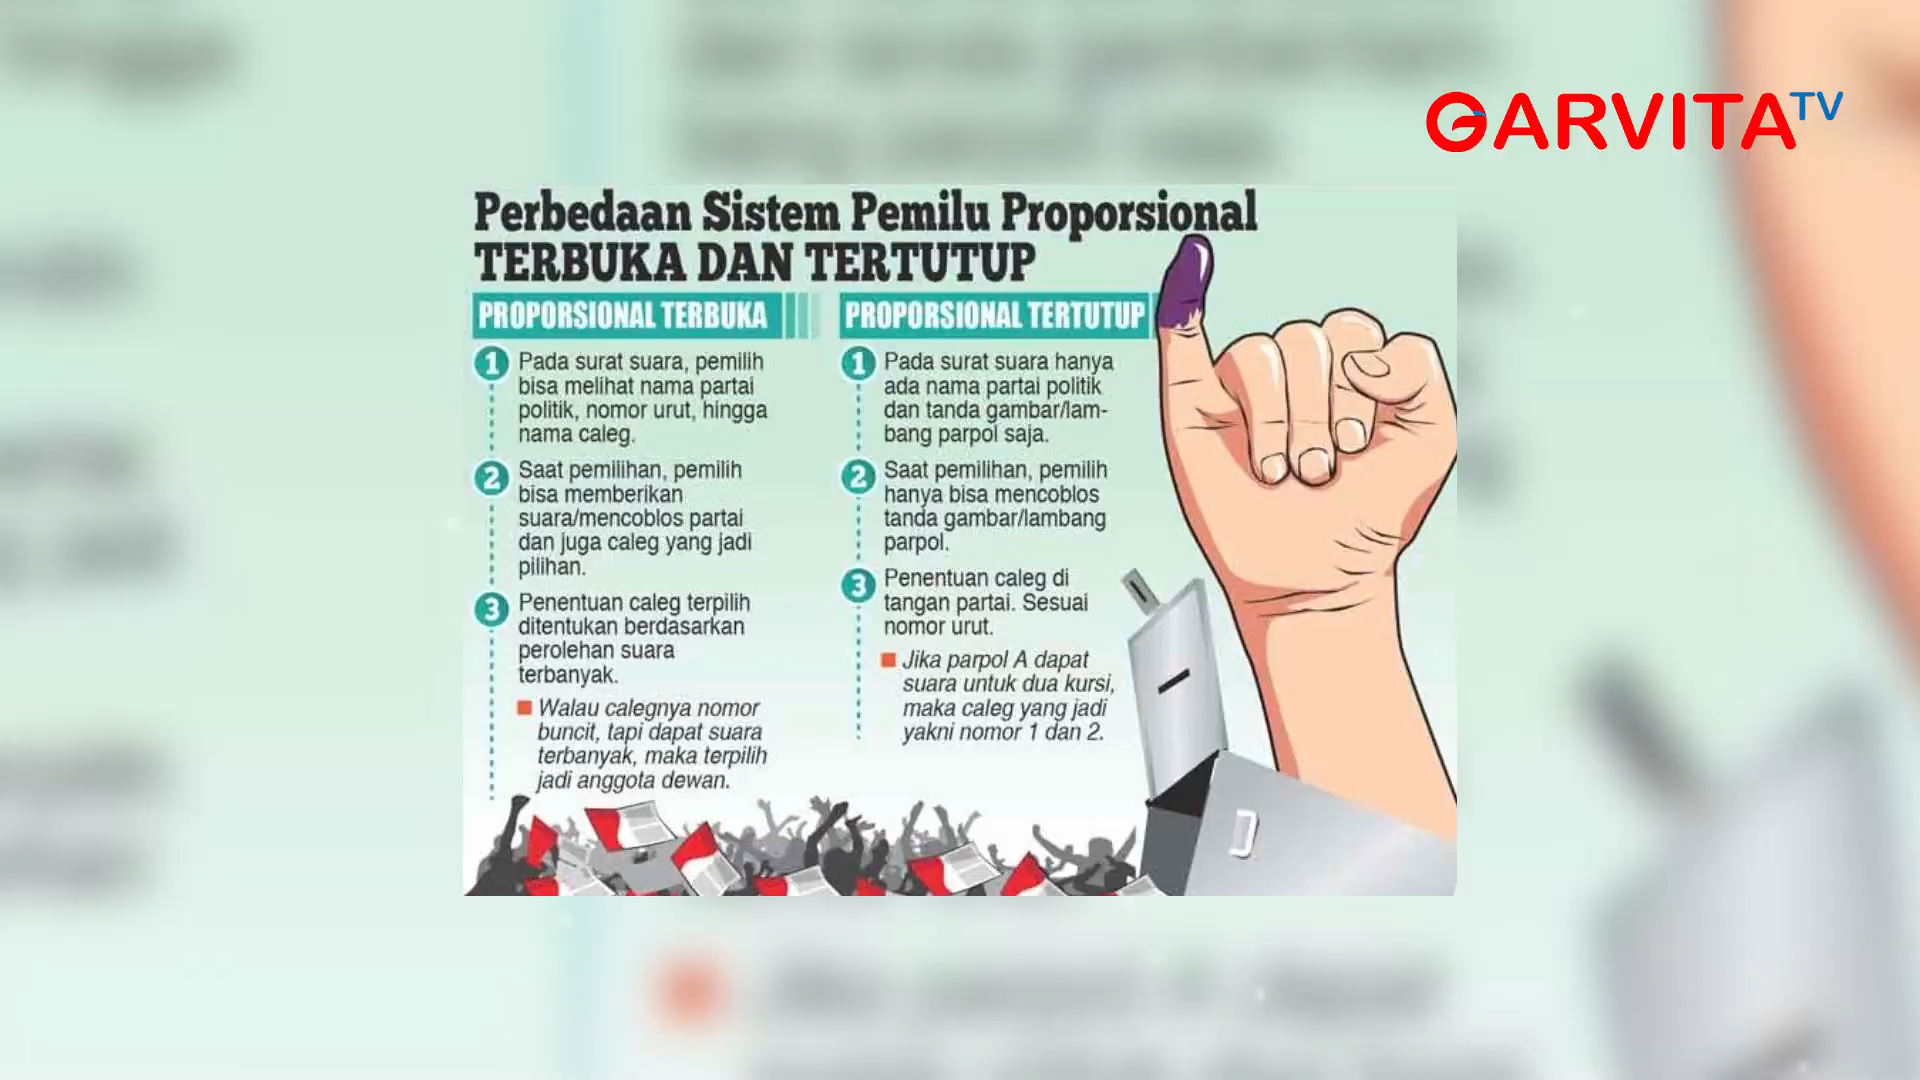 GARVITA TV
Perbedaan Sistem Pemilu Proporsional
TERBUKA DAN TERTUTUP
PROPORSIONAL TERBUKA
1 Pada surat suara, pemilih
bisa melihat nama partai
politik, nomor urut, hingga
nama caleg.
2 Saat pemilihan, pemilih
bisa memberikan
suara/mencoblos partai
dan juga caleg yang jadi
pilihan.
3 Penentuan caleg terpilih
ditentukan berdasarkan
perolehan suara
terbanyak.
Walau calegnya nomor
buncit, tapi dapat suara
terbanyak, maka terpilih
jadi anggota dewan.
PROPORSIONAL TERTUTUP
1 Pada surat suara hanya
ada nama partai politik
dan tanda gambar/lam-
bang parpol saja.
2 Saat pemilihan, pemilih
hanya bisa mencoblos
tanda gambar/lambang
parpol.
3 Penentuan caleg di
tangan partai. Sesuai
nomor urut.
Jika parpol A dapat
suara untuk dua kursi,
maka caleg yang jadi
yakni nomor 1 dan 2.